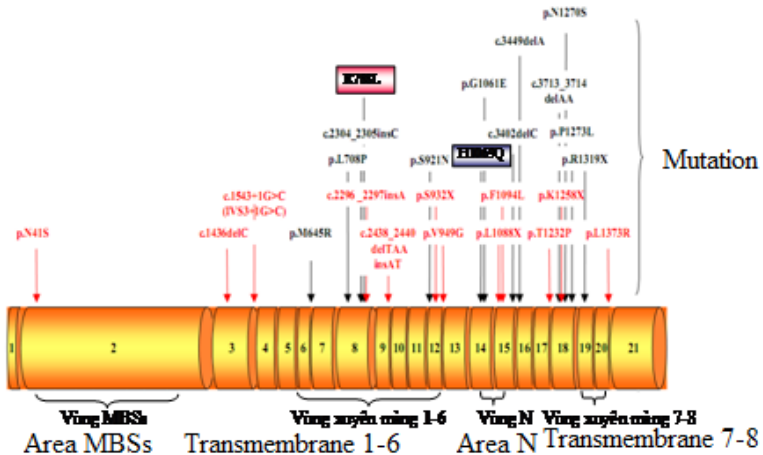 p.N1270S
c.3449delA
p.G1061E
c.3713_3714
delAA
c.2304_2305insC
c.3402delC
p.P1273L
p.L708P
p.S921N
p.R1319X
Mutation
c.1543+1G>C
(IVS3+1G>C)
c.2296_2297insA
p.S932X
p.F1094L
p.K1258X
p.N41S
c.1436delC
p.M645R
c.2438_2440
delTAA
insAT
p.V949G
p.L1088X
p.T1232P
p.L1373R
1 2 3 4 5 6 7 8 9 10 11 12 13 14 15 16 17 18 19 20 21
Vùng MBSs
Vùng xuyên màng 1-6
Vùng N
Vùng xuyên màng 7-8
Area MBSs
Transmembrane 1-6
Area N
Transmembrane 7-8